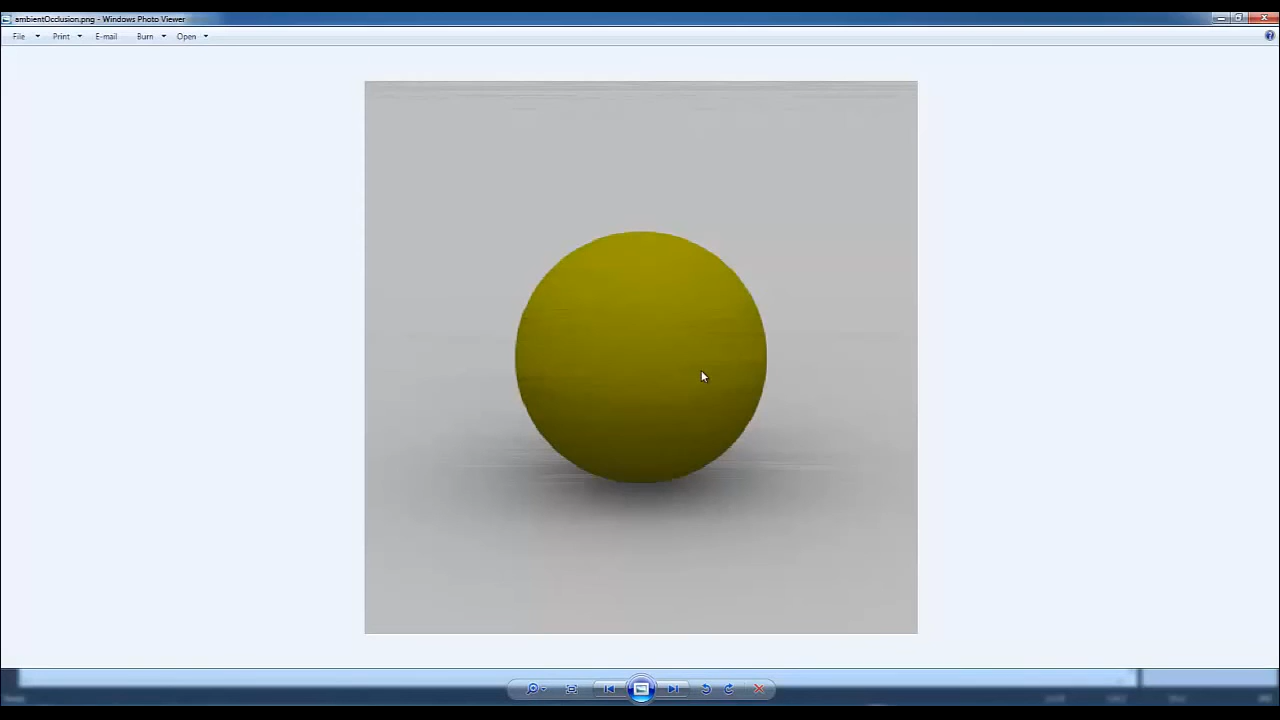 ambientOcclusion.png - Windows Photo Viewer
File Print E-mail Burn Open